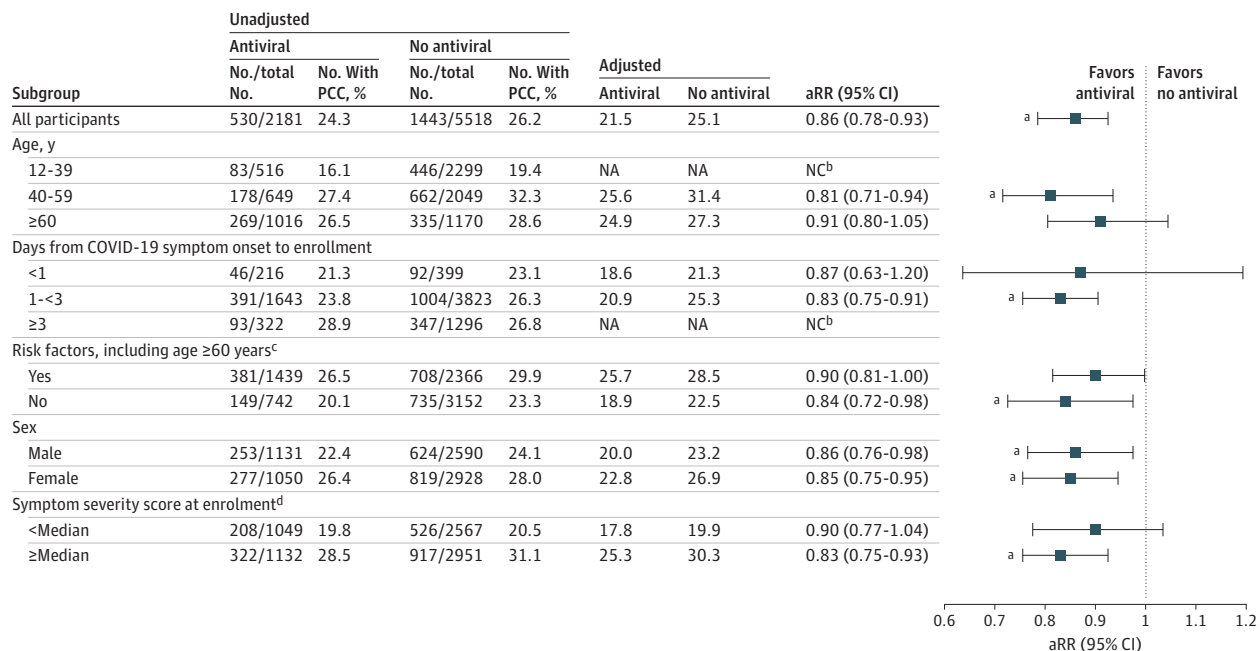 Unadjusted
Antiviral No antiviral
Adjusted Favors Favors
No./total No. With No./total No. With
Subgroup No. PCC, % No. PCC, % Antiviral No antiviral aRR (95% CI) antiviral no antiviral
All participants 530/2181 24.3 1443/5518 26.2 21.5 25.1 0.86 (0.78-0.93) a
Age, y
12-39 83/516 16.1 446/2299 19.4 NA NA NCb
40-59 178/649 27.4 662/2049 32.3 25.6 31.4 0.81 (0.71-0.94) a
≥60 269/1016 26.5 335/1170 28.6 24.9 27.3 0.91 (0.80-1.05)
Days from COVID-19 symptom onset to enrollment
<1 46/216 21.3 92/399 23.1 18.6 21.3 0.87 (0.63-1.20)
1-<3 391/1643 23.8 1004/3823 26.3 20.9 25.3 0.83 (0.75-0.91) a
≥3 93/322 28.9 347/1296 26.8 NA NA NCb
Risk factors, including age ≥60 yearsc
Yes 381/1439 26.5 708/2366 29.9 25.7 28.5 0.90 (0.81-1.00)
No 149/742 20.1 735/3152 23.3 18.9 22.5 0.84 (0.72-0.98) a
Sex
Male 253/1131 22.4 624/2590 24.1 20.0 23.2 0.86 (0.76-0.98) a
Female 277/1050 26.4 819/2928 28.0 22.8 26.9 0.85 (0.75-0.95) a
Symptom severity score at enrolmentd
<Median 208/1049 19.8 526/2567 20.5 17.8 19.9 0.90 (0.77-1.04)
≥Median 322/1132 28.5 917/2951 31.1 25.3 30.3 0.83 (0.75-0.93) a
0.6 0.7 0.8 0.9 1 1.1 1.2
aRR (95% CI)